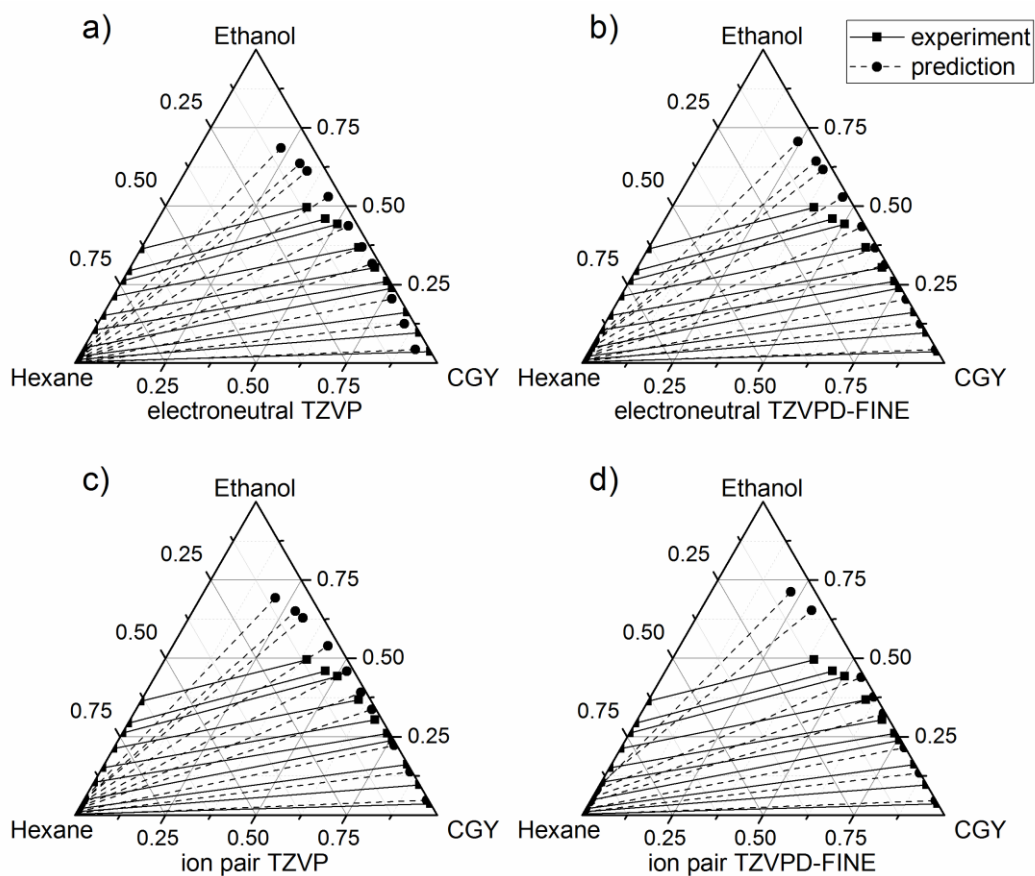 a)
Ethanol
0.25
0.75
0.50
0.50
0.75
0.25
Hexane
0.25
0.50
0.75
CGY
electroneutral TZVP
b)
Ethanol
experiment
prediction
0.25
0.75
0.50
0.50
0.75
0.25
Hexane
0.25
0.50
0.75
CGY
electroneutral TZVPD-FINE
c)
Ethanol
0.25
0.75
0.50
0.50
0.75
0.25
Hexane
0.25
0.50
0.75
CGY
ion pair TZVP
d)
Ethanol
0.25
0.75
0.50
0.50
0.75
0.25
Hexane
0.25
0.50
0.75
CGY
ion pair TZVPD-FINE